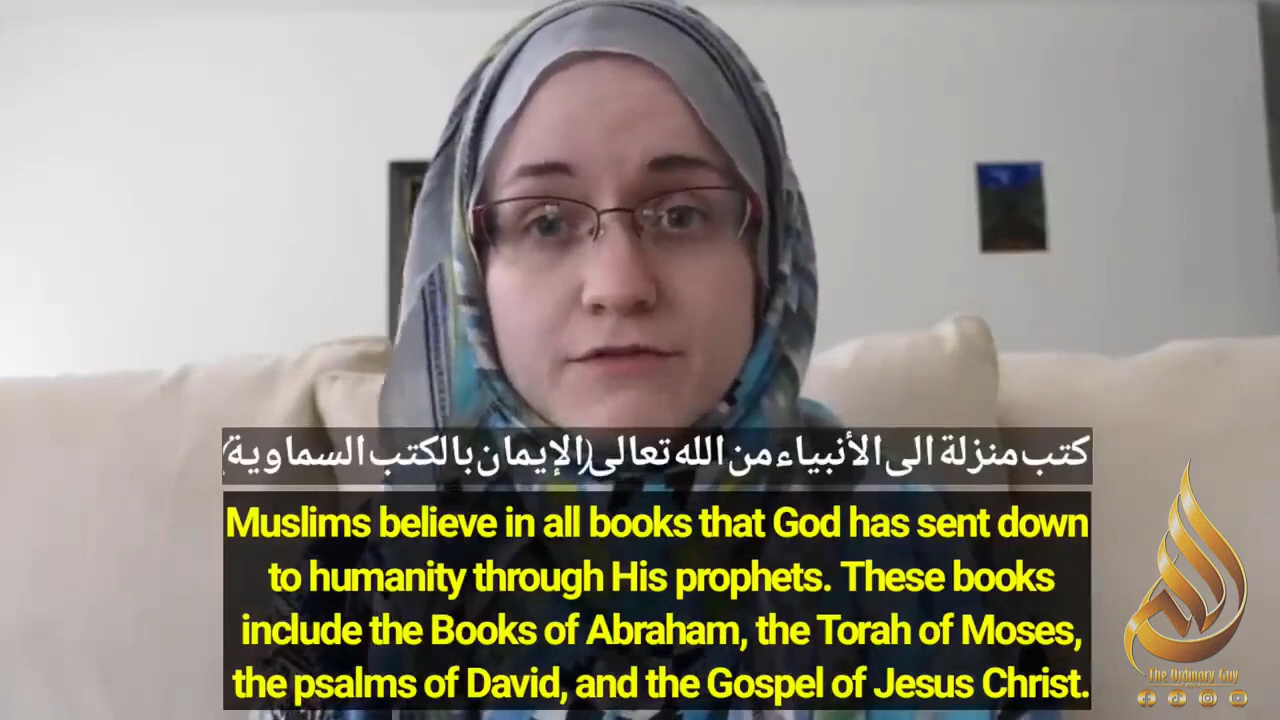 كتب منزلة الى الأنبياء من الله تعالى(الإيمان بالكتب السماوية)
Muslims believe in all books that God has sent down
to humanity through His prophets. These books
include the Books of Abraham, the Torah of Moses,
the psalms of David, and the Gospel of Jesus Christ.
الله
The Ordinary Guy